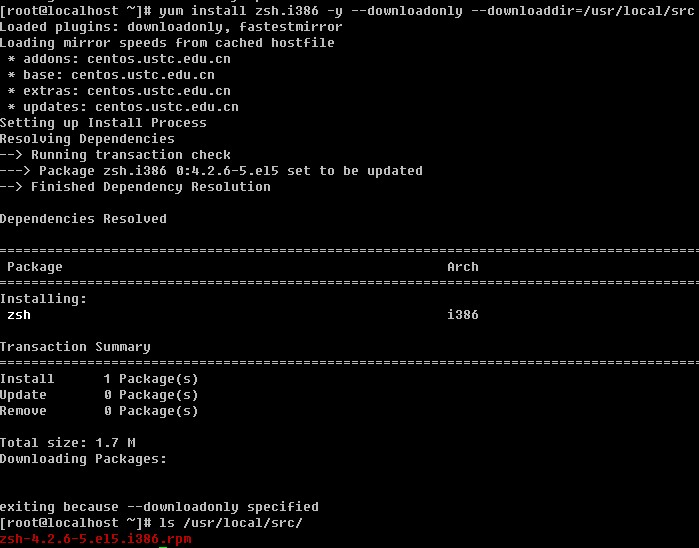 [root@localhost ~]# yum install zsh.i386 -y --downloadonly --downloaddir=/usr/local/src
Loaded plugins: downloadonly, fastestmirror
Loading mirror speeds from cached hostfile
 * addons: centos.ustc.edu.cn
 * base: centos.ustc.edu.cn
 * extras: centos.ustc.edu.cn
 * updates: centos.ustc.edu.cn
Setting up Install Process
Resolving Dependencies
--> Running transaction check
---> Package zsh.i386 0:4.2.6-5.el5 set to be updated
--> Finished Dependency Resolution
Dependencies Resolved
 Package Arch
Installing:
 zsh i386
Transaction Summary
Install 1 Package(s)
Update 0 Package(s)
Remove 0 Package(s)
Total size: 1.7 M
Downloading Packages:
exiting because --downloadonly specified
[root@localhost ~]# ls /usr/local/src/
zsh-4.2.6-5.el5.i386.rpm